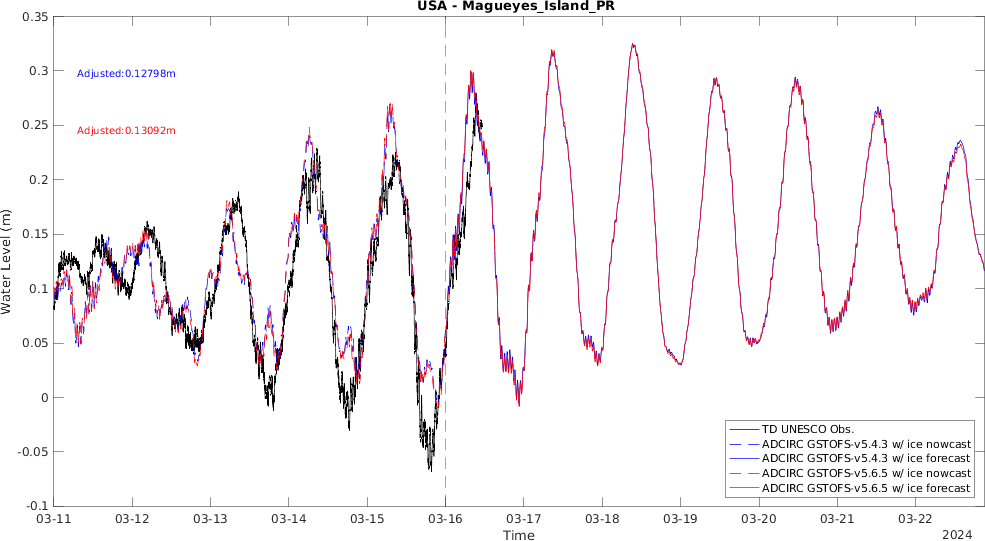 USA - Magueyes_Island_PR
0.35
0.3
0.25
0.2
0.15
0.1
0.05
0
-0.05
-0.1
Water Level (m)
Adjusted:0.12798m
Adjusted:0.13092m
TD UNESCO Obs.
ADCIRC GSTOFS-v5.4.3 w/ ice nowcast
ADCIRC GSTOFS-v5.4.3 w/ ice forecast
ADCIRC GSTOFS-v5.6.5 w/ ice nowcast
ADCIRC GSTOFS-v5.6.5 w/ ice forecast
03-11 03-12 03-13 03-14 03-15 03-16 03-17 03-18 03-19 03-20 03-21 03-22
Time
2024